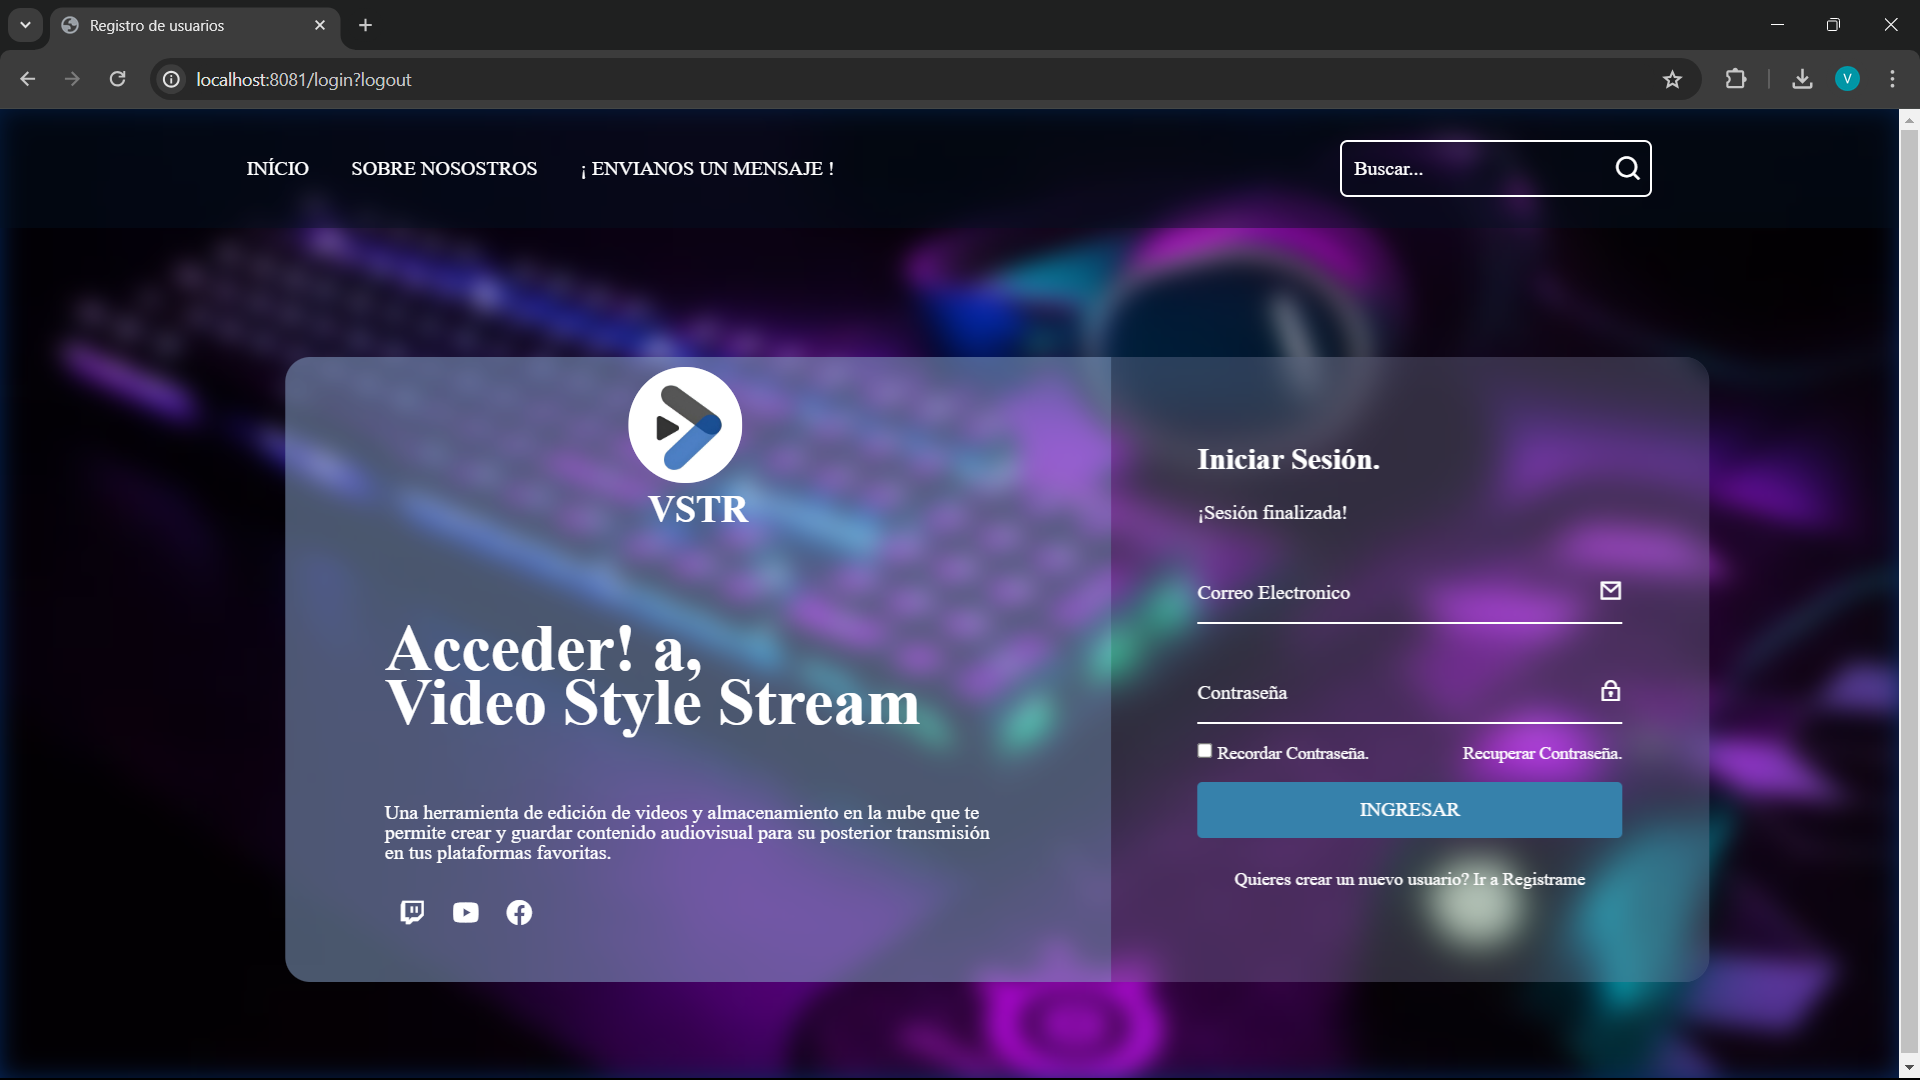 Registro de usuarios
localhost:8081/login?logout
V
INÍCIO SOBRE NOSOSTROS ¡ ENVIANOS UN MENSAJE ! Buscar...
VSTR
Acceder! a,
Video Style Stream
Una herramienta de edición de videos y almacenamiento en la nube que te
permite crear y guardar contenido audiovisual para su posterior transmisión
en tus plataformas favoritas.
Iniciar Sesión.
¡Sesión finalizada!
Correo Electronico
Contraseña
Recordar Contraseña. Recuperar Contraseña.
INGRESAR
Quieres crear un nuevo usuario? Ir a Registrame